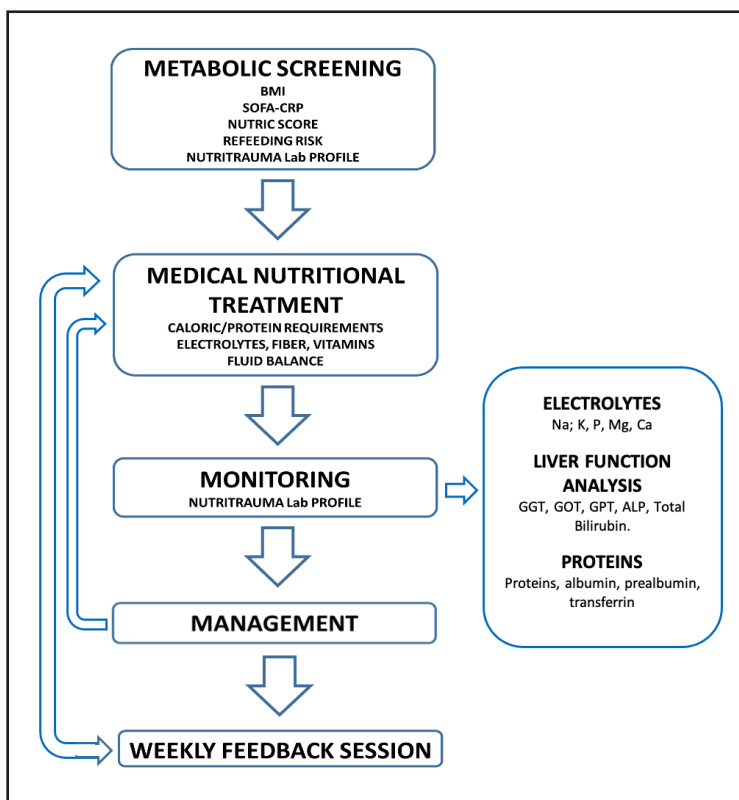 METABOLIC SCREENING
BMI
SOFA-CRP
NUTRIC SCORE
REFEEDING RISK
NUTRITRAUMA Lab PROFILE
MEDICAL NUTRITIONAL
TREATMENT
CALORIC/PROTEIN REQUIREMENTS
ELECTROLYTES, FIBER, VITAMINS
FLUID BALANCE
MONITORING
NUTRITRAUMA Lab PROFILE
ELECTROLYTES
Na; K, P, Mg, Ca
LIVER FUNCTION
ANALYSIS
GGT, GOT, GPT, ALP, Total
Bilirubin.
PROTEINS
Proteins, albumin, prealbumin,
transferrin
MANAGEMENT
WEEKLY FEEDBACK SESSION